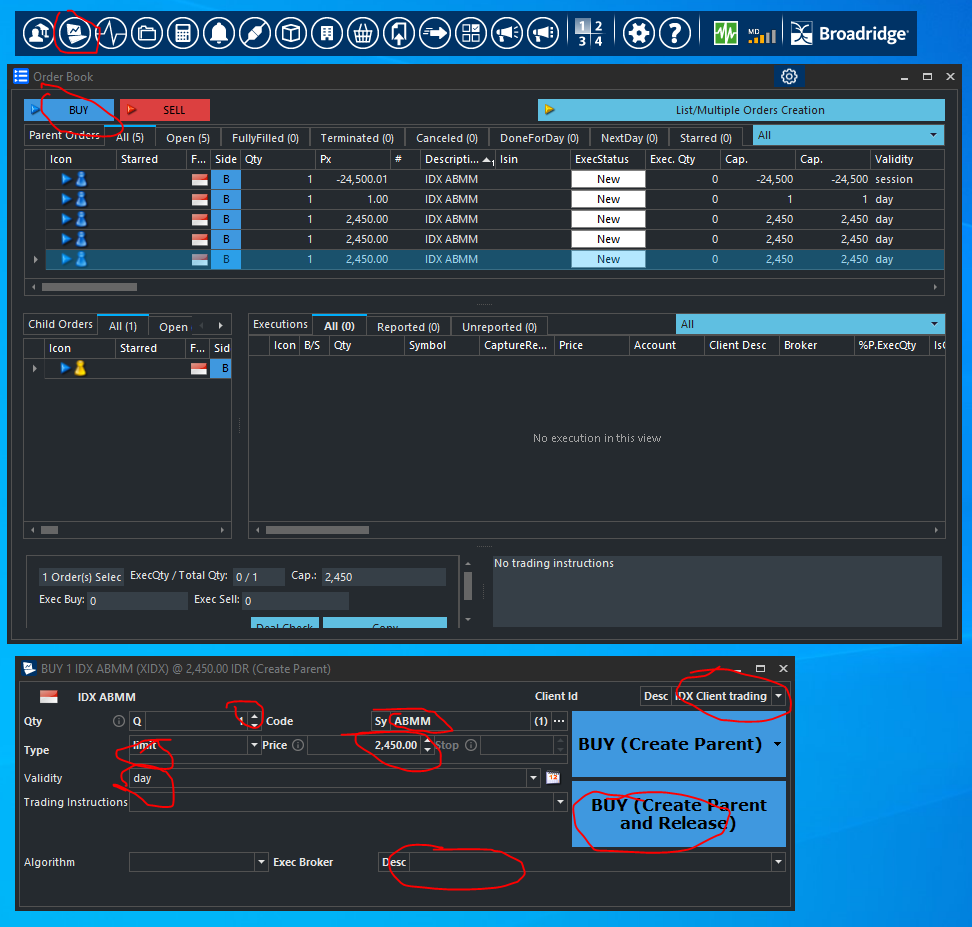 1 2
3 4
MD
Broadridge
Order Book
BUY
SELL
List/Multiple Orders Creation
Parent Orders All (5) Open (5) FullyFilled (0) Terminated (0) Canceled (0) DoneForDay (0) NextDay (0) Starred (0) All
Icon Starred F... Side Qty Px # Descripti... 1 Isin ExecStatus Exec. Qty Cap. Cap. Validity
B 1 -24,500.01 IDX ABMM New 0 -24,500 -24,500 session
B 1 1.00 IDX ABMM New 0 1 1 day
B 1 2,450.00 IDX ABMM New 0 2,450 2,450 day
B 1 2,450.00 IDX ABMM New 0 2,450 2,450 day
B 1 2,450.00 IDX ABMM New 0 2,450 2,450 day
Child Orders All (1) Open
Icon Starred F... Sid
B
Executions All (0) Reported (0) Unreported (0) All
Icon B/S Qty Symbol CaptureRe... Price Account Client Desc Broker %P.ExecQty IsC
No execution in this view
1 Order(s) Selec ExecQty / Total Qty: 0 / 1 Cap.: 2,450
Exec Buy: 0 Exec Sell: 0
Deal Check Copy
No trading instructions
BUY 1 IDX ABMM (XIDX) @ 2,450.00 IDR (Create Parent)
IDX ABMM Client Id Desc IDX Client trading
Qty Q 1 Code Sy ABMM (1) ...
Type limit Price 2,450.00 Stop
Validity day 12
Trading Instructions
BUY (Create Parent)
BUY (Create Parent
and Release)
Algorithm Exec Broker Desc